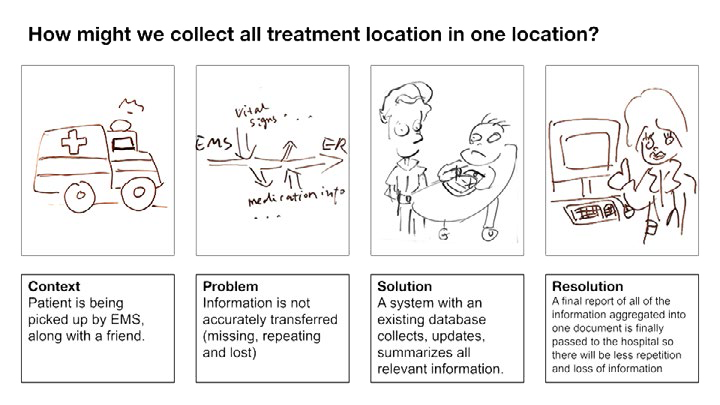 How might we collect all treatment location in one location?
vital
signs . . .
EMS
ER
medication info
. . .
Context
Patient is being
picked up by EMS,
along with a friend.
Problem
Information is not
accurately transferred
(missing, repeating
and lost)
Solution
A system with an
existing database
collects, updates,
summarizes all
relevant information.
Resolution
A final report of all of the
information aggregated into
one document is finally
passed to the hospital so
there will be less repetition
and loss of information